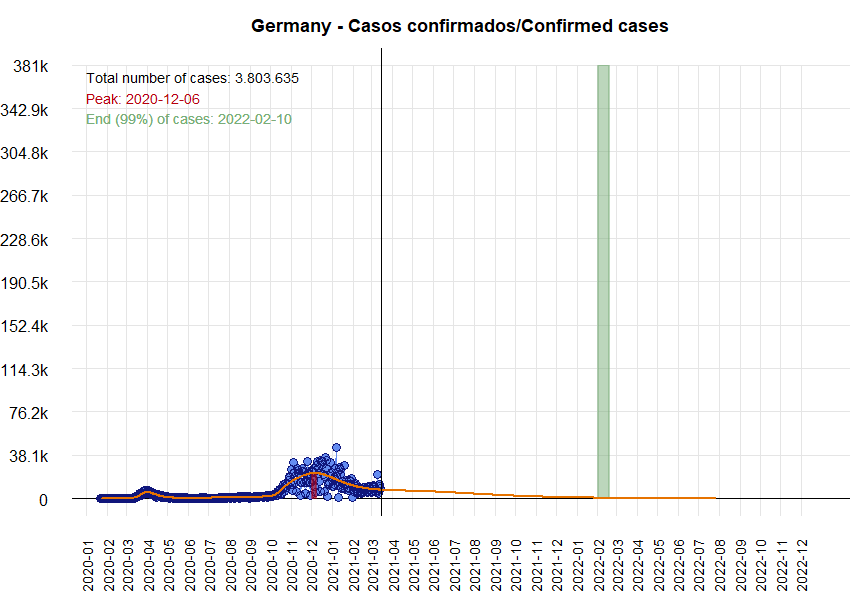 Germany - Casos confirmados/Confirmed cases
381k
Total number of cases: 3.803.635
Peak: 2020-12-06
End (99%) of cases: 2022-02-10
342.9k
304.8k
266.7k
228.6k
190.5k
152.4k
114.3k
76.2k
38.1k
0
2020-01
2020-02
2020-03
2020-04
2020-05
2020-06
2020-07
2020-08
2020-09
2020-10
2020-11
2020-12
2021-01
2021-02
2021-03
2021-04
2021-05
2021-06
2021-07
2021-08
2021-09
2021-10
2021-11
2021-12
2022-01
2022-02
2022-03
2022-04
2022-05
2022-06
2022-07
2022-08
2022-09
2022-10
2022-11
2022-12